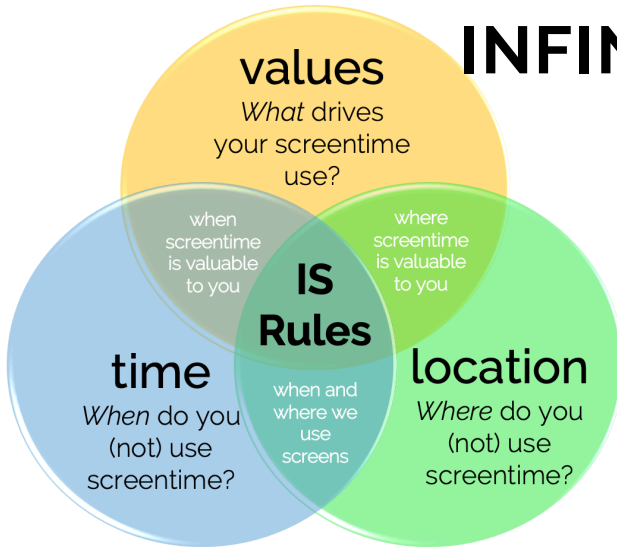 INFIN
values
What drives
your screentime
use?
when
screentime
is valuable
to you
where
screentime
is valuable
to you
IS
Rules
time
When do you
(not) use
screentime?
when and
where we
use
screens
location
Where do you
(not) use
screentime?